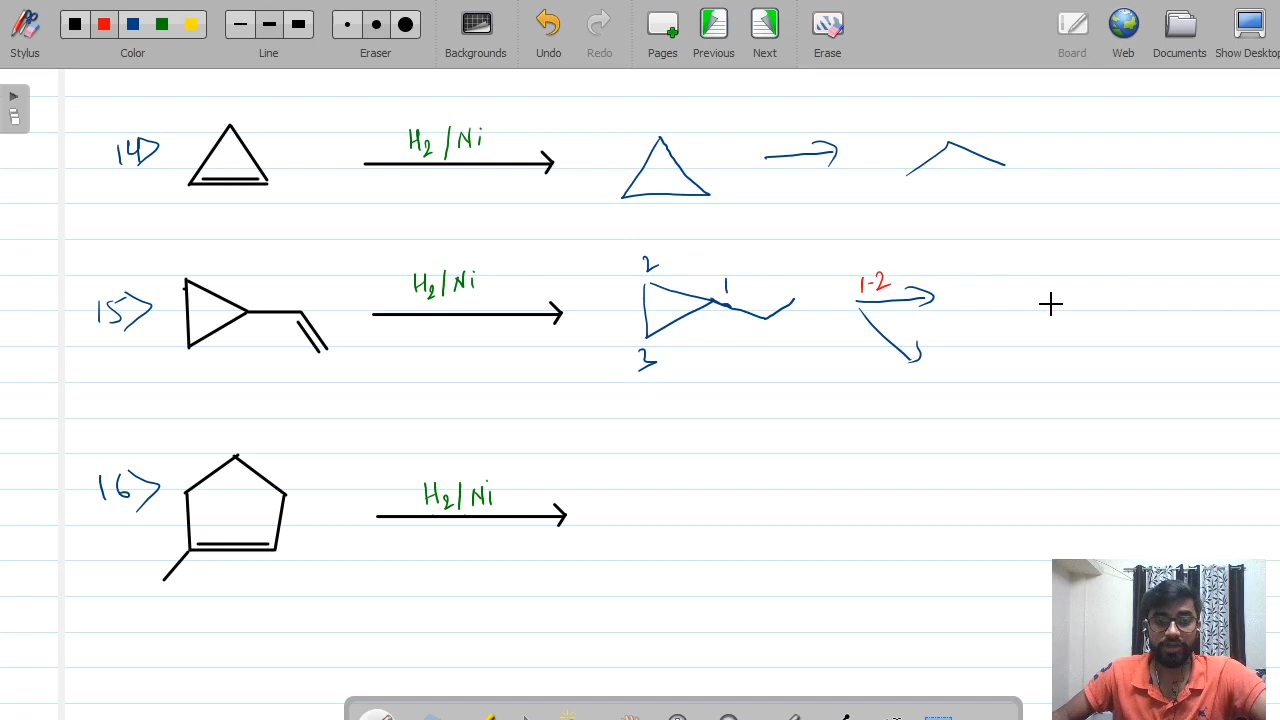 Stylus Color Line Eraser Backgrounds Undo Redo Pages Previous Next Erase Board Web Documents Show Deskto
14> H2/Ni
15> H2/Ni 2 1 3 1-2
16> H2/Ni